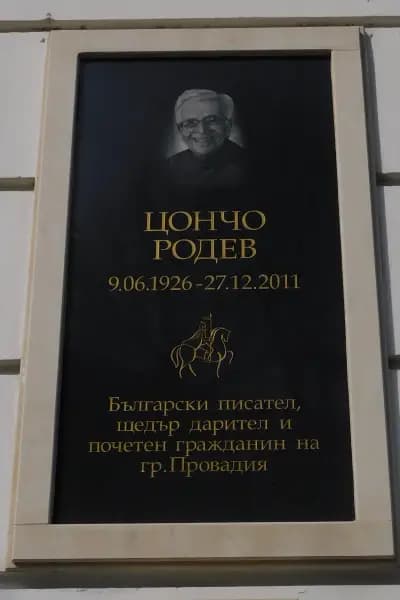 ЦОНЧО
РОДЕВ
9.06.1926-27.12.2011
Български писател,
щедър дарител и
почетен гражданин на
гр.Провадия